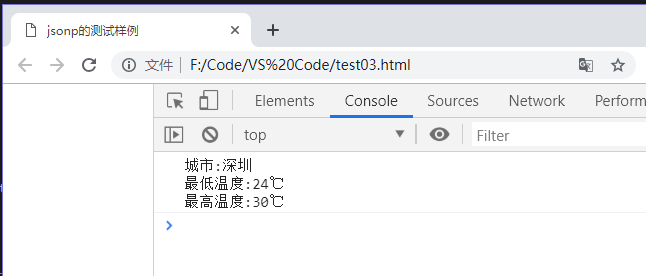 jsonp的测试样例
文件 | F:/Code/VS%20Code/test03.html
Elements Console Sources Network Perform
top Filter
城市:深圳
最低温度:24℃
最高温度:30℃